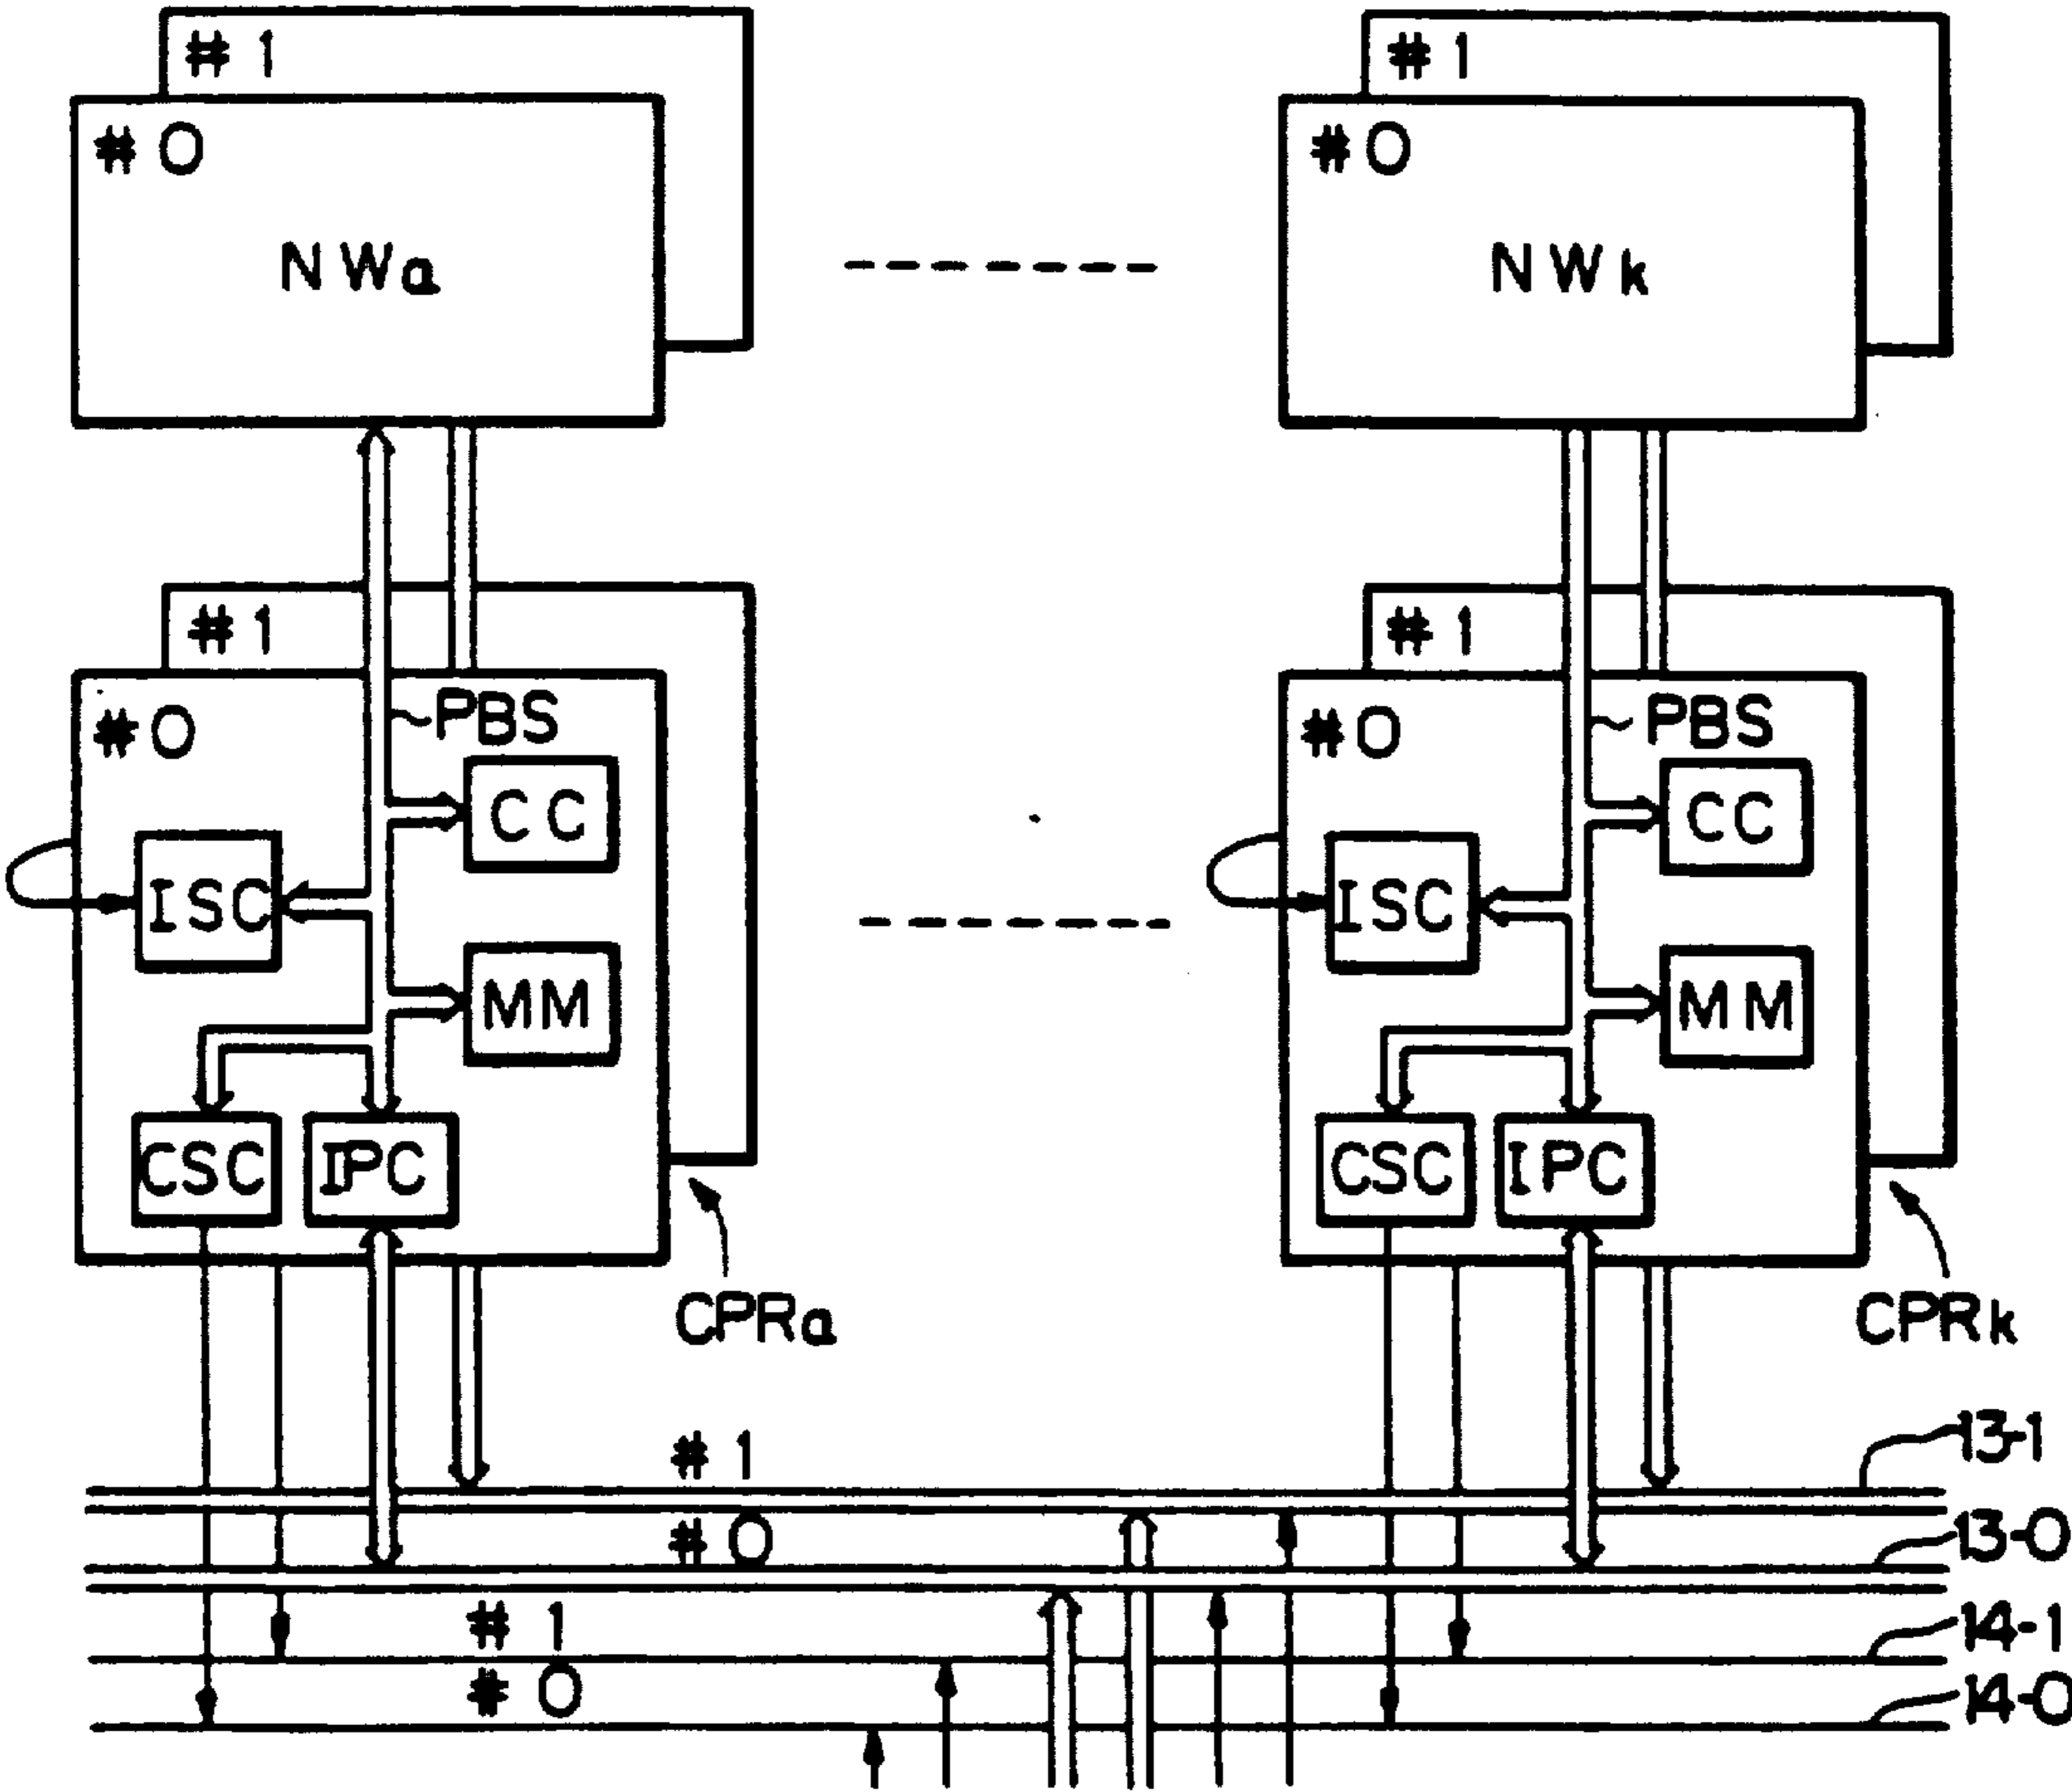 #1
#0
NWa
#1
#0
NWk
#1
#0
PBS
CC
ISC
MM
CSC
IPC
CPRa
#1
#0
PBS
CC
ISC
MM
CSC
IPC
CPRk
#1
13-1
#0
13-0
#1
14-1
#0
14-0